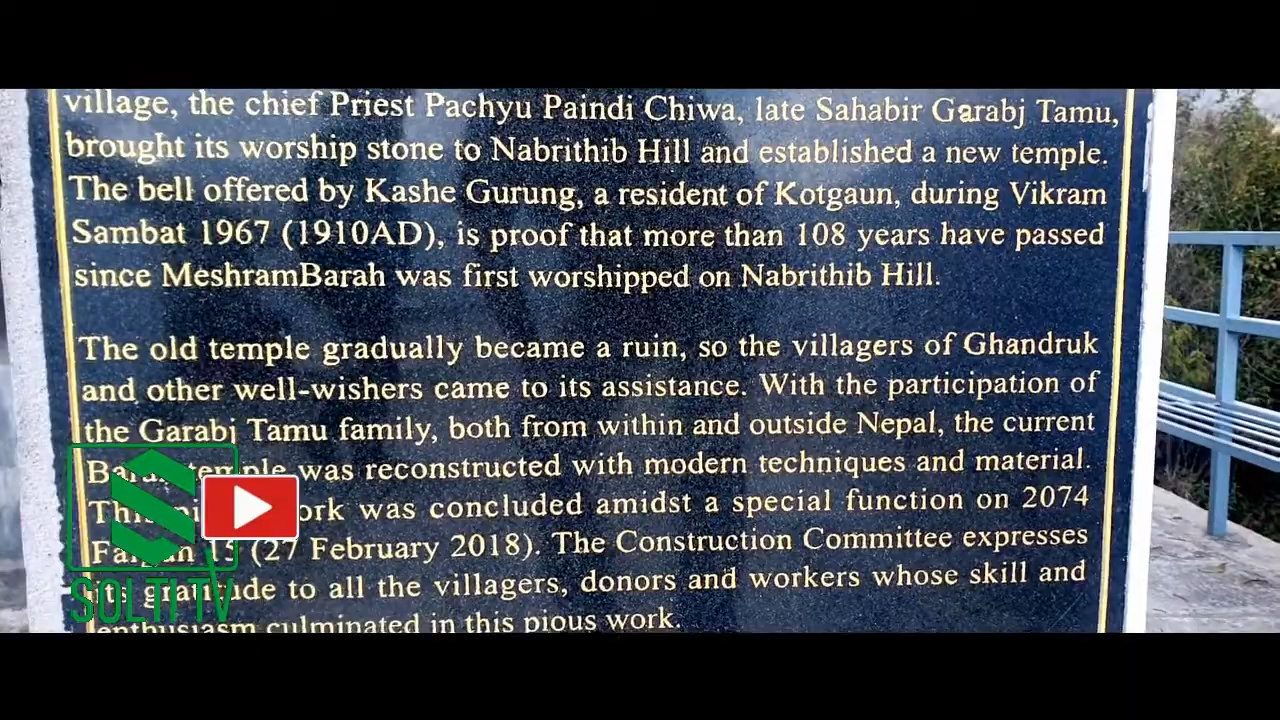 village, the chief Priest Pachyu Paindi Chiwa, late Sahabir Garabj Tamu,
brought its worship stone to Nabrithib Hill and established a new temple.
The bell offered by Kashe Gurung, a resident of Kotgaun, during Vikram
Sambat 1967 (1910AD), is proof that more than 108 years have passed
since MeshramBarah was first worshipped on Nabrithib Hill.
The old temple gradually became a ruin, so the villagers of Ghandruk
and other well-wishers came to its assistance. With the participation of
the Garabj Tamu family, both from within and outside Nepal, the current
temple was reconstructed with modern techniques and material.
This was concluded amidst a special function on 2074
15 (27 February 2018). The Construction Committee expresses
its gratitude to all the villagers, donors and workers whose skill and
enthusiasm culminated in this pious work.
SOLTI TV